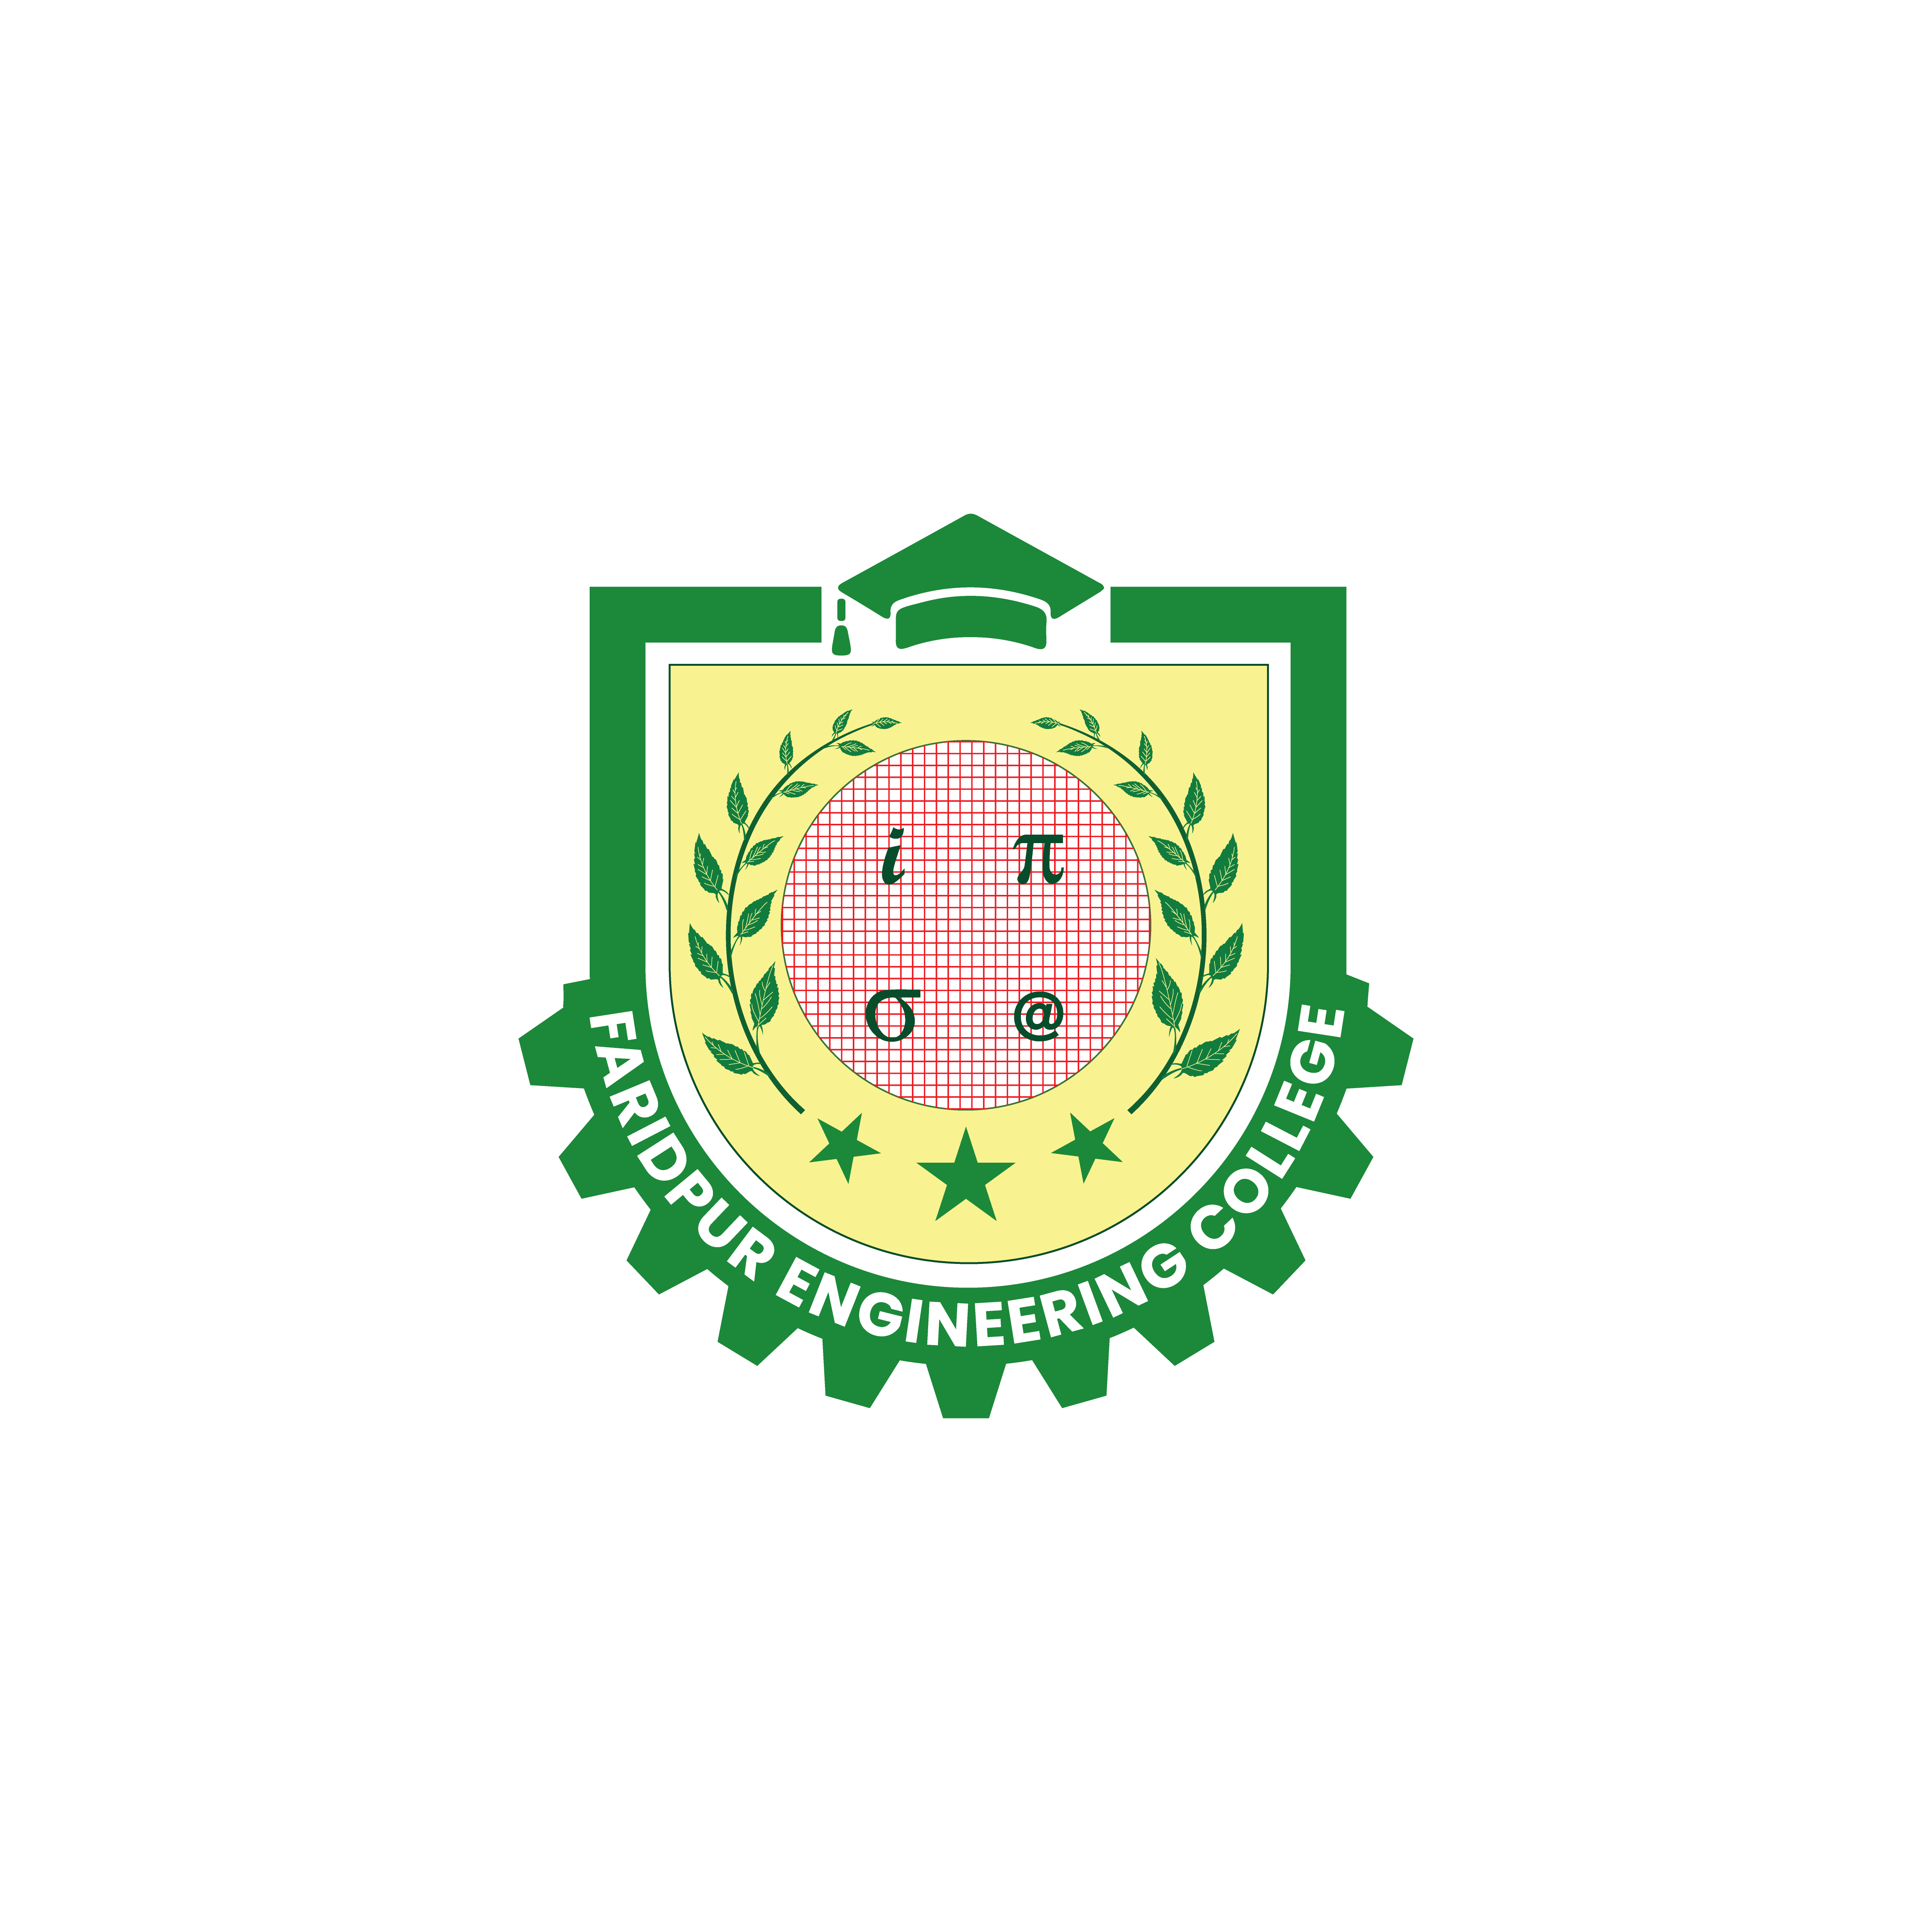 i π
σ @
FARIDPUR ENGINEERING COLLEGE